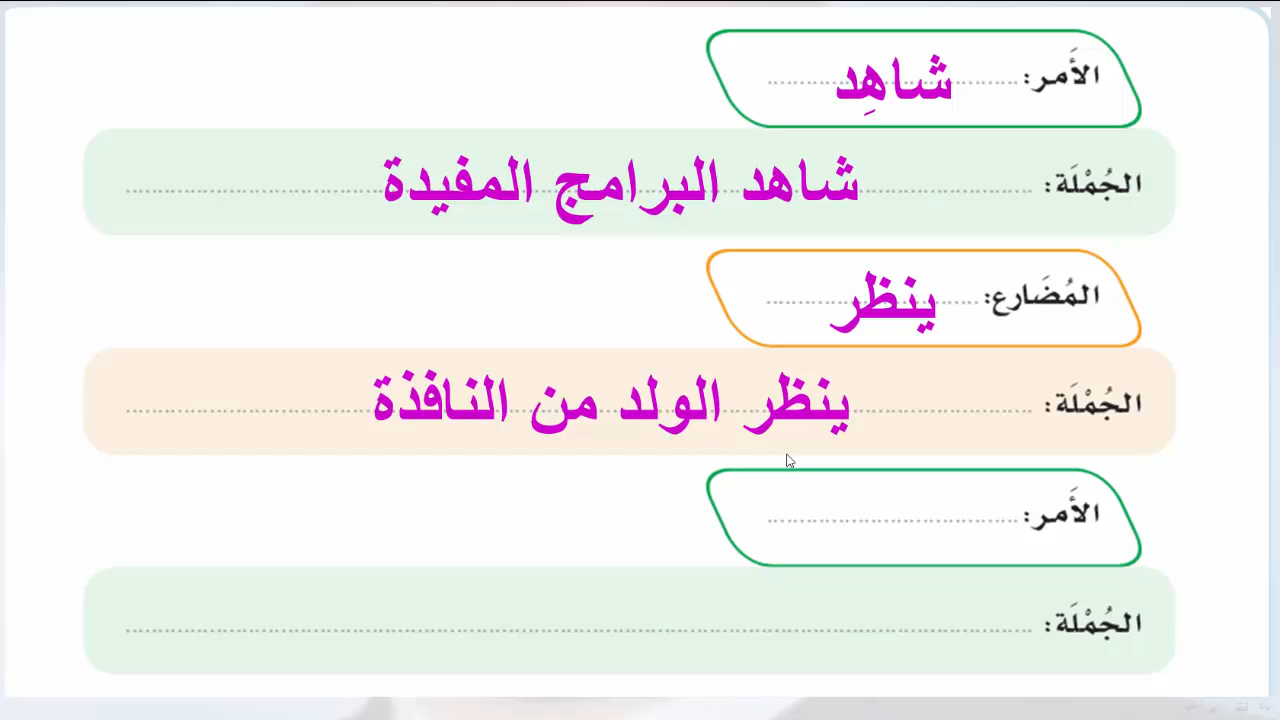 الأَمر: شاهِد
الجُمْلَة: شاهد البرامج المفيدة
المُضَارع: ينظر
الجُمْلَة: ينظر الولد من النافذة
الأَمر:
الجُمْلَة: